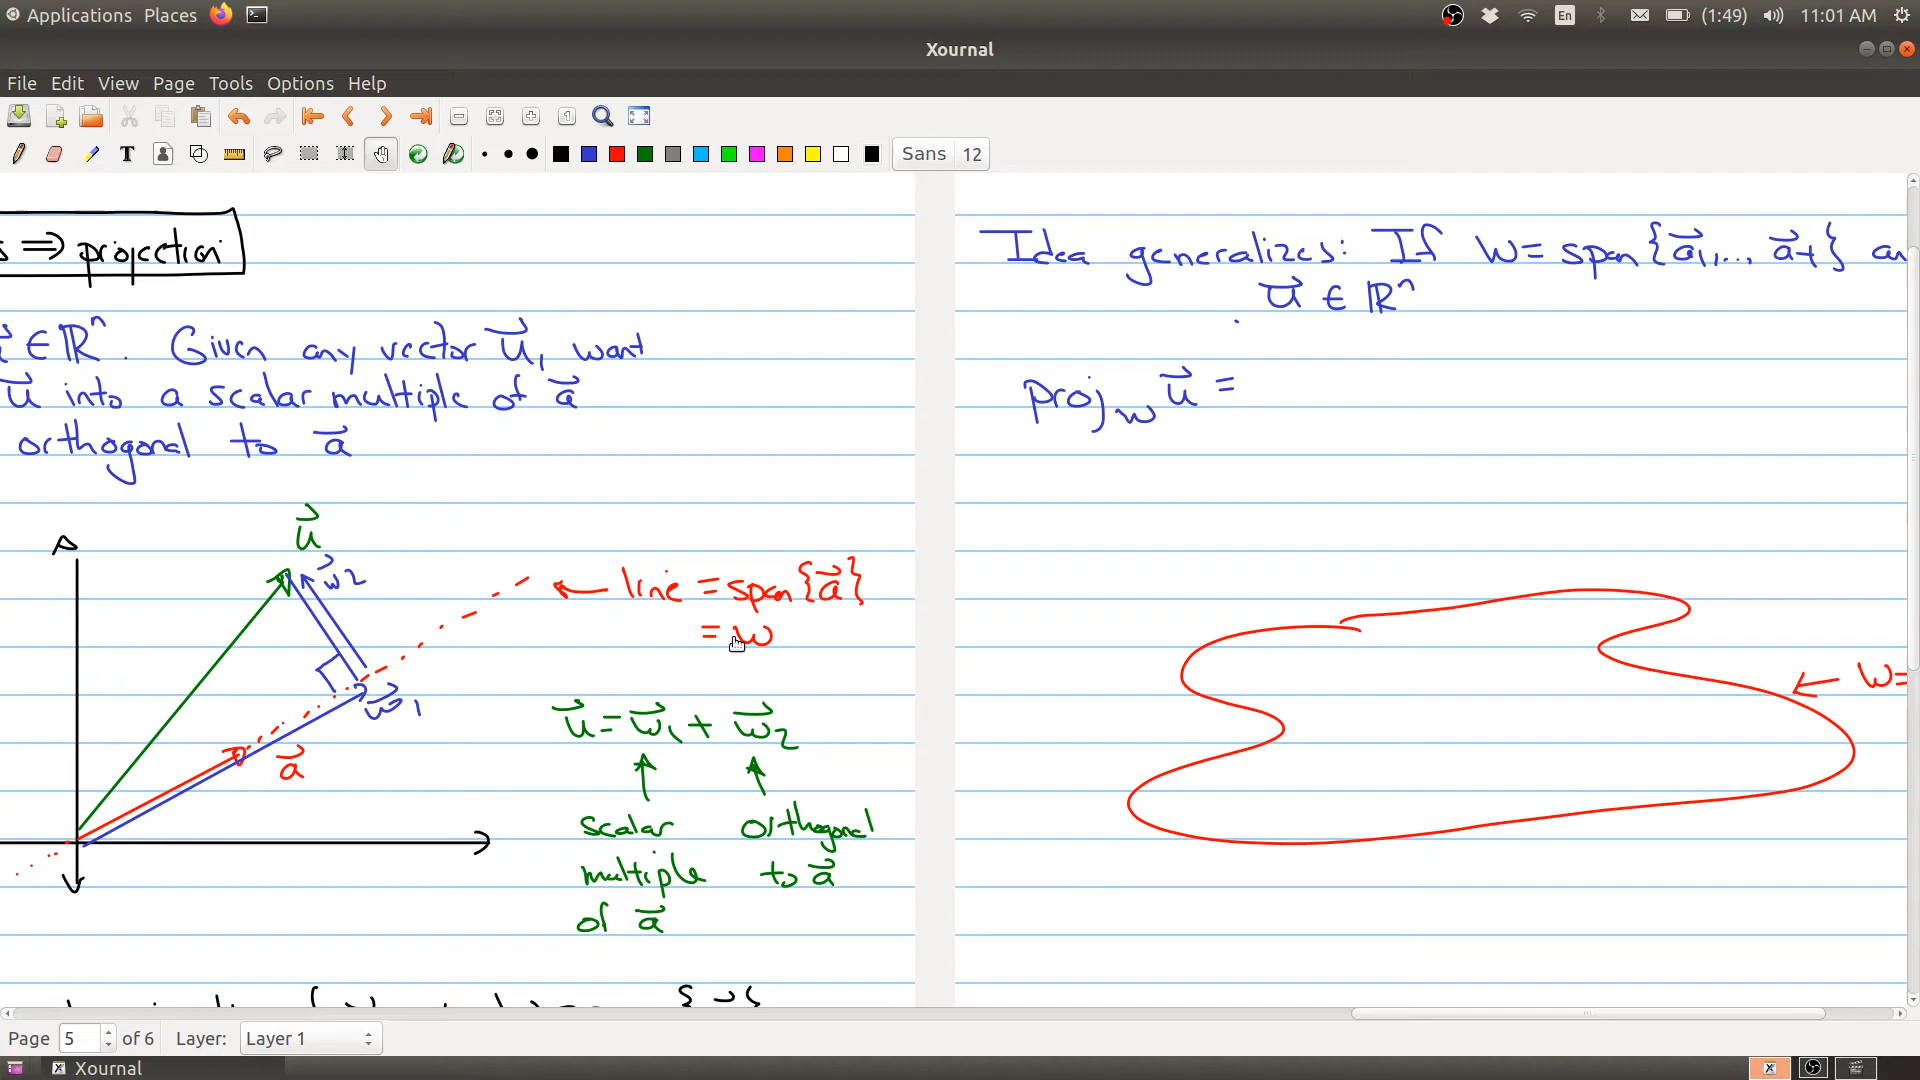 Applications Places En (1:49) 11:01 AM
Xournal
File Edit View Page Tools Options Help
Sans 12
s ⟹ projection
∈ ℝⁿ. Given any vector u⃗, want
u⃗ into a scalar multiple of a⃗
orthogonal to a⃗
u⃗
w⃗2
w⃗1
a⃗
← line = span{a⃗}
= W
u⃗ = w⃗₁ + w⃗₂
↑ ↑
scalar orthogonal
multiple to a⃗
of a⃗
Idea generalizes: If W = span{a⃗₁, ..., a⃗t} an
u⃗ ∈ ℝⁿ
proj_W u⃗ =
← W=
Page 5 of 6 Layer: Layer 1
Xournal